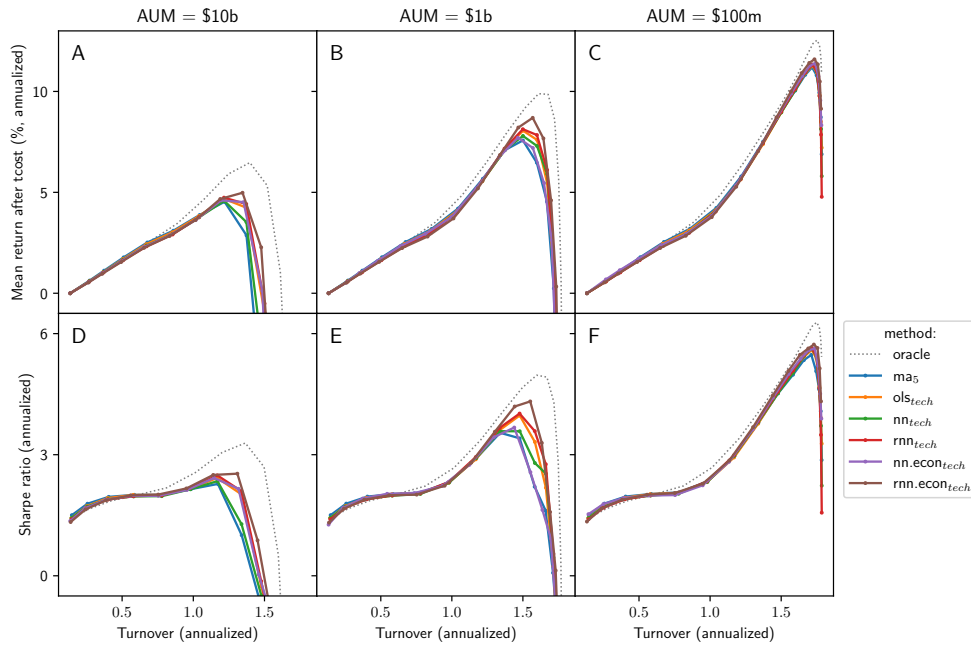 AUM = $10b
AUM = $1b
AUM = $100m
Mean return after tcost (%, annualized)
10
5
0
A
B
C
Sharpe ratio (annualized)
6
3
0
D
E
F
0.5 1.0 1.5
0.5 1.0 1.5
0.5 1.0 1.5
Turnover (annualized)
Turnover (annualized)
Turnover (annualized)
method:
oracle
ma5
olstech
nntech
rnntech
nn.econtech
rnn.econtech